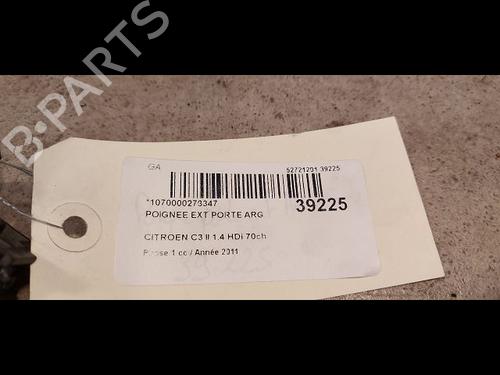 B-PARTS
GA
52721201 39225
*1070000273347
39225
POIGNEE EXT PORTE ARG
CITROEN C3 II 1.4 HDi 70ch
Phase 1 cc / Année 2011